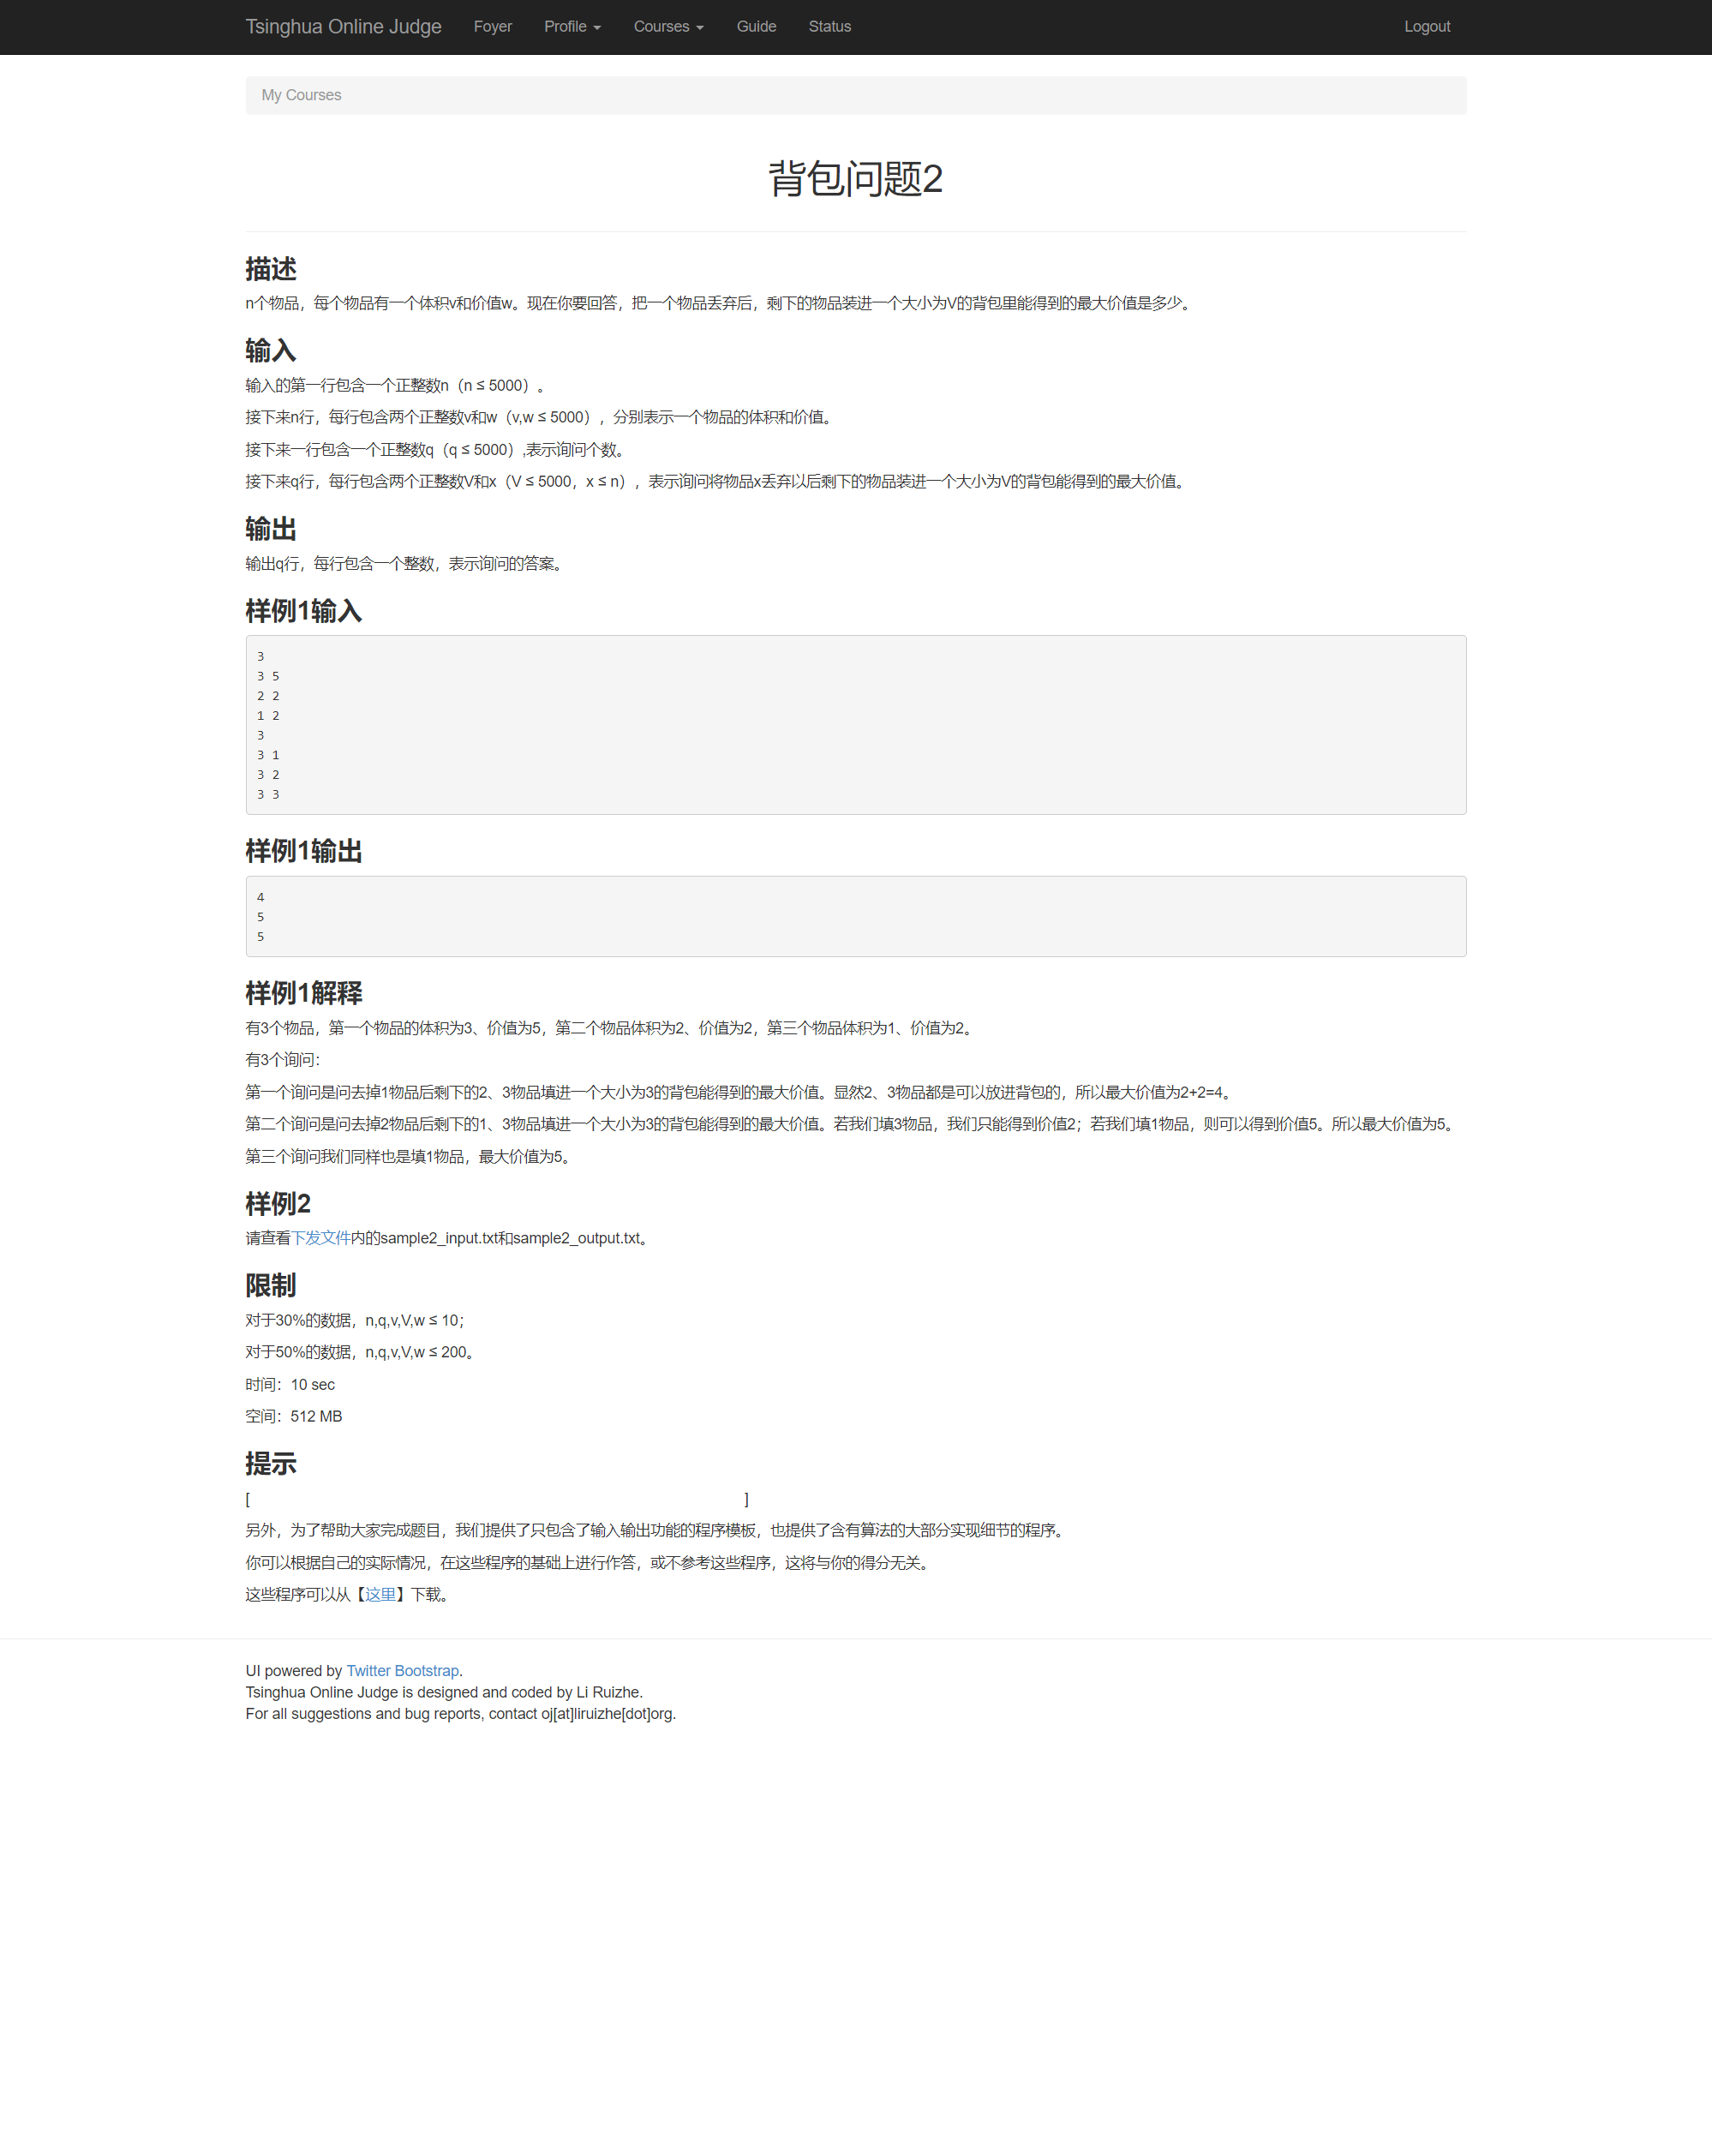 Tsinghua Online Judge Foyer Profile Courses Guide Status Logout
My Courses
背包问题2
描述
n个物品，每个物品有一个体积v和价值w。现在你要回答，把一个物品丢弃后，剩下的物品装进一个大小为V的背包里能得到的最大价值是多少。
输入
输入的第一行包含一个正整数n（n ≤ 5000）。
接下来n行，每行包含两个正整数v和w（v,w ≤ 5000），分别表示一个物品的体积和价值。
接下来一行包含一个正整数q（q ≤ 5000）,表示询问个数。
接下来q行，每行包含两个正整数V和x（V ≤ 5000，x ≤ n），表示询问将物品x丢弃以后剩下的物品装进一个大小为V的背包能得到的最大价值。
输出
输出q行，每行包含一个整数，表示询问的答案。
样例1输入
3
3 5
2 2
1 2
3
3 1
3 2
3 3
样例1输出
4
5
5
样例1解释
有3个物品，第一个物品的体积为3、价值为5，第二个物品体积为2、价值为2，第三个物品体积为1、价值为2。
有3个询问：
第一个询问是问去掉1物品后剩下的2、3物品填进一个大小为3的背包能得到的最大价值。显然2、3物品都是可以放进背包的，所以最大价值为2+2=4。
第二个询问是问去掉2物品后剩下的1、3物品填进一个大小为3的背包能得到的最大价值。若我们填3物品，我们只能得到价值2；若我们填1物品，则可以得到价值5。所以最大价值为5。
第三个询问我们同样也是填1物品，最大价值为5。
样例2
请查看下发文件内的sample2_input.txt和sample2_output.txt。
限制
对于30%的数据，n,q,v,V,w ≤ 10；
对于50%的数据，n,q,v,V,w ≤ 200。
时间：10 sec
空间：512 MB
提示
[ ]
另外，为了帮助大家完成题目，我们提供了只包含了输入输出功能的程序模板，也提供了含有算法的大部分实现细节的程序。
你可以根据自己的实际情况，在这些程序的基础上进行作答，或不参考这些程序，这将与你的得分无关。
这些程序可以从【这里】下载。
UI powered by Twitter Bootstrap.
Tsinghua Online Judge is designed and coded by Li Ruizhe.
For all suggestions and bug reports, contact oj[at]liruizhe[dot]org.